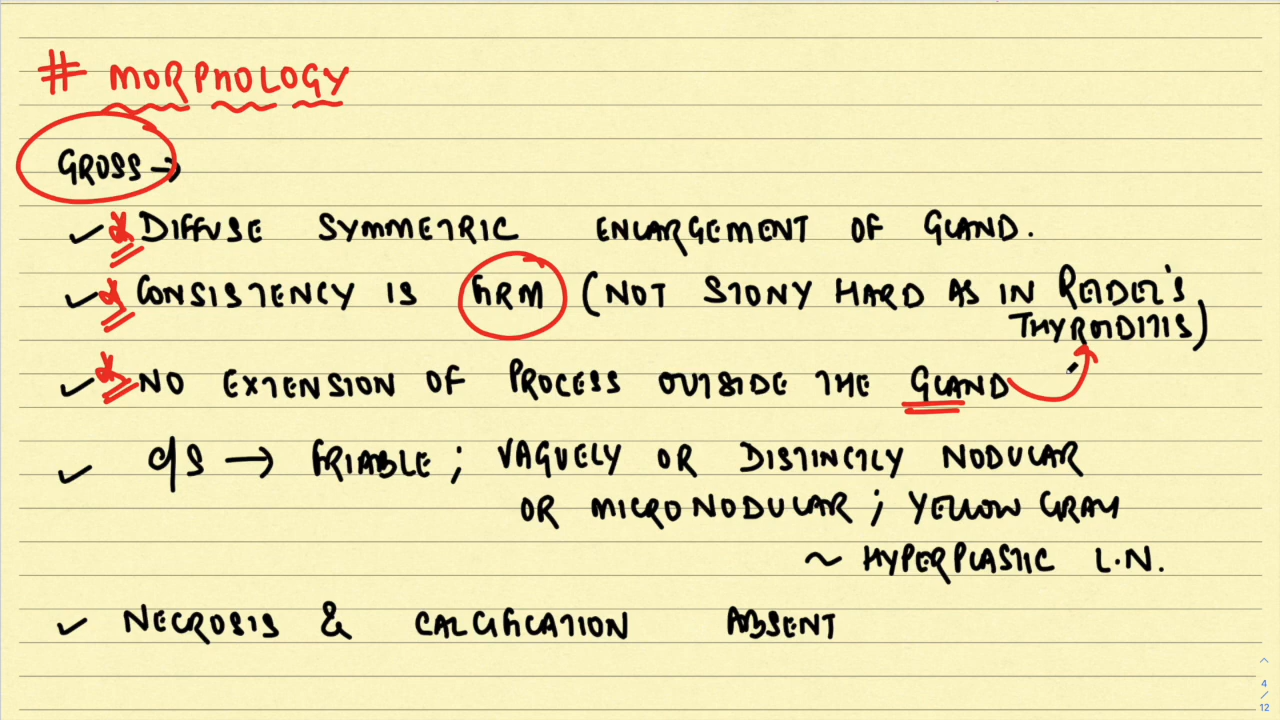 # MORPHOLOGY
GROSS →
✓ * DIFFUSE SYMMETRIC ENLARGEMENT OF GLAND.
✓ * CONSISTENCY IS FIRM (NOT STONY HARD AS IN REIDEL'S
THYROIDITIS)
✓ * NO EXTENSION OF PROCESS OUTSIDE THE GLAND
✓ C/S → FRIABLE; VAGUELY OR DISTINCTLY NODULAR
OR MICRONODULAR; YELLOW GRAY
~ HYPERPLASTIC L.N.
✓ NECROSIS & CALCIFICATION ABSENT
4
/
12